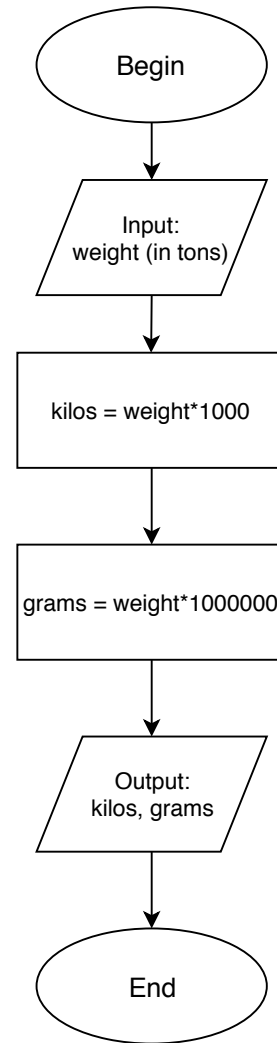 Begin
Input:
weight (in tons)
kilos = weight*1000
grams = weight*1000000
Output:
kilos, grams
End